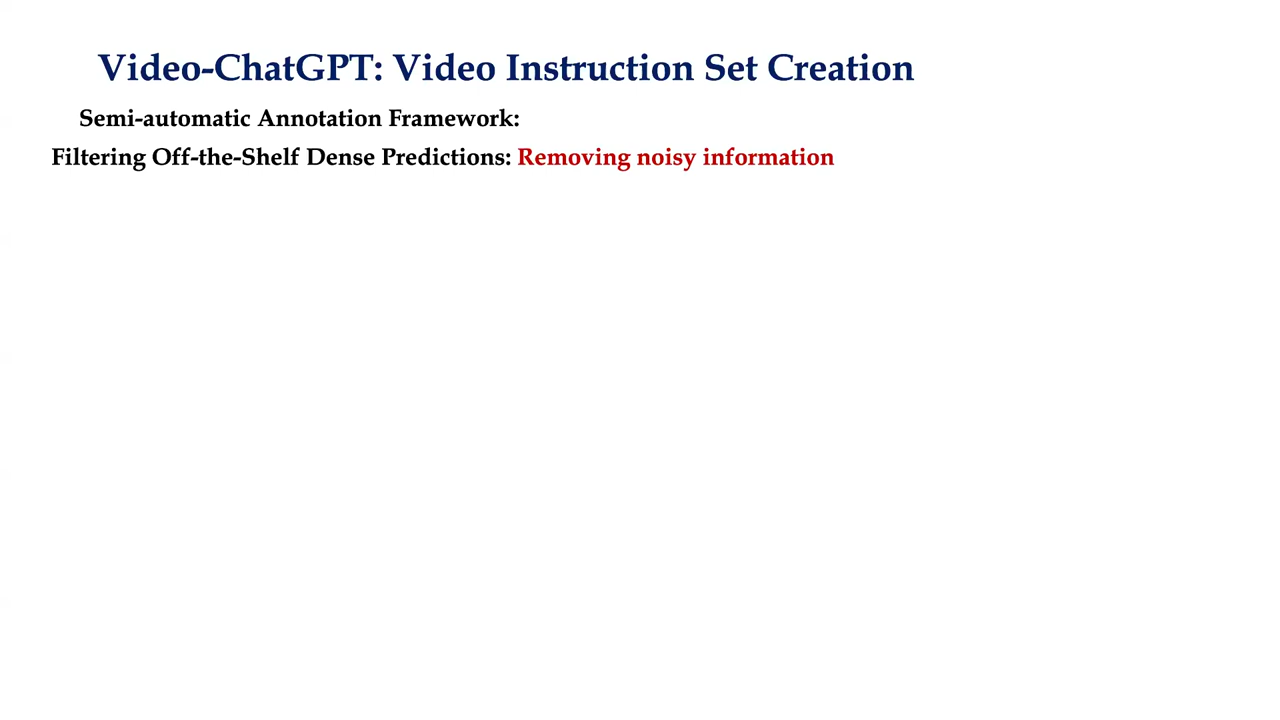 Video-ChatGPT: Video Instruction Set Creation
Semi-automatic Annotation Framework:
Filtering Off-the-Shelf Dense Predictions: Removing noisy information